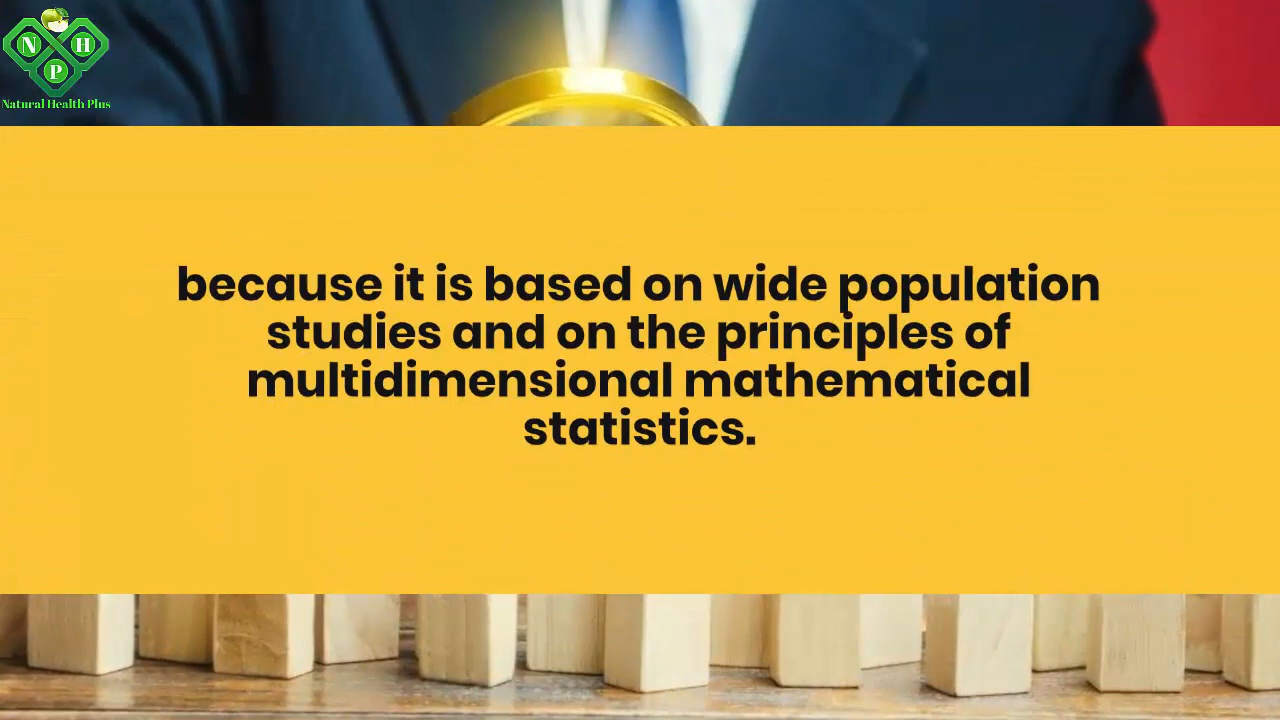 N H
P
Natural Health Plus
because it is based on wide population
studies and on the principles of
multidimensional mathematical
statistics.